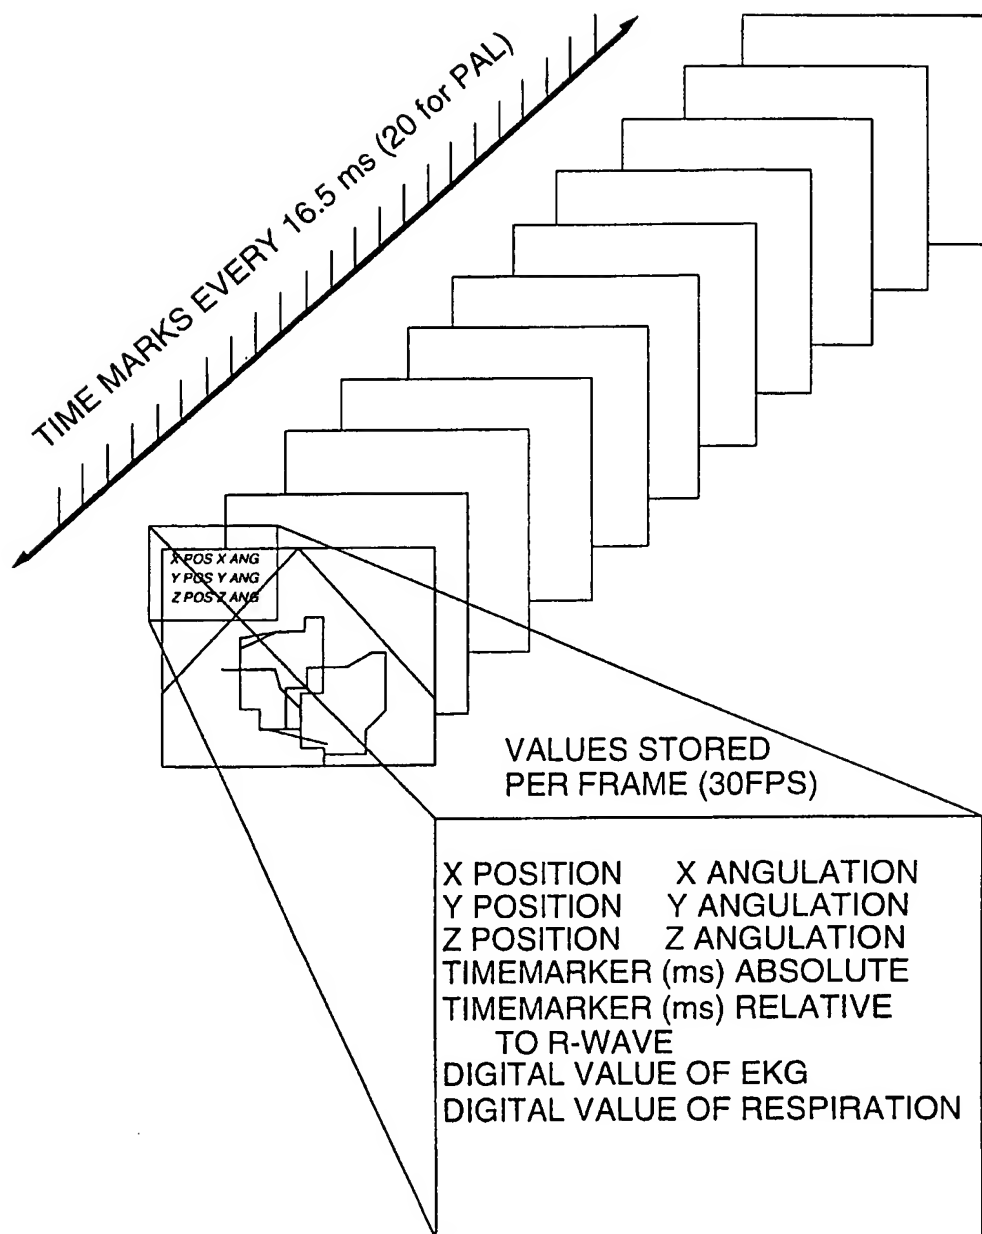 TIME MARKS EVERY 16.5 ms (20 for PAL)
X POS X ANG
Y POS Y ANG
Z POS Z ANG
VALUES STORED
PER FRAME (30FPS)
X POSITION X ANGULATION
Y POSITION Y ANGULATION
Z POSITION Z ANGULATION
TIMEMARKER (ms) ABSOLUTE
TIMEMARKER (ms) RELATIVE
TO R-WAVE
DIGITAL VALUE OF EKG
DIGITAL VALUE OF RESPIRATION